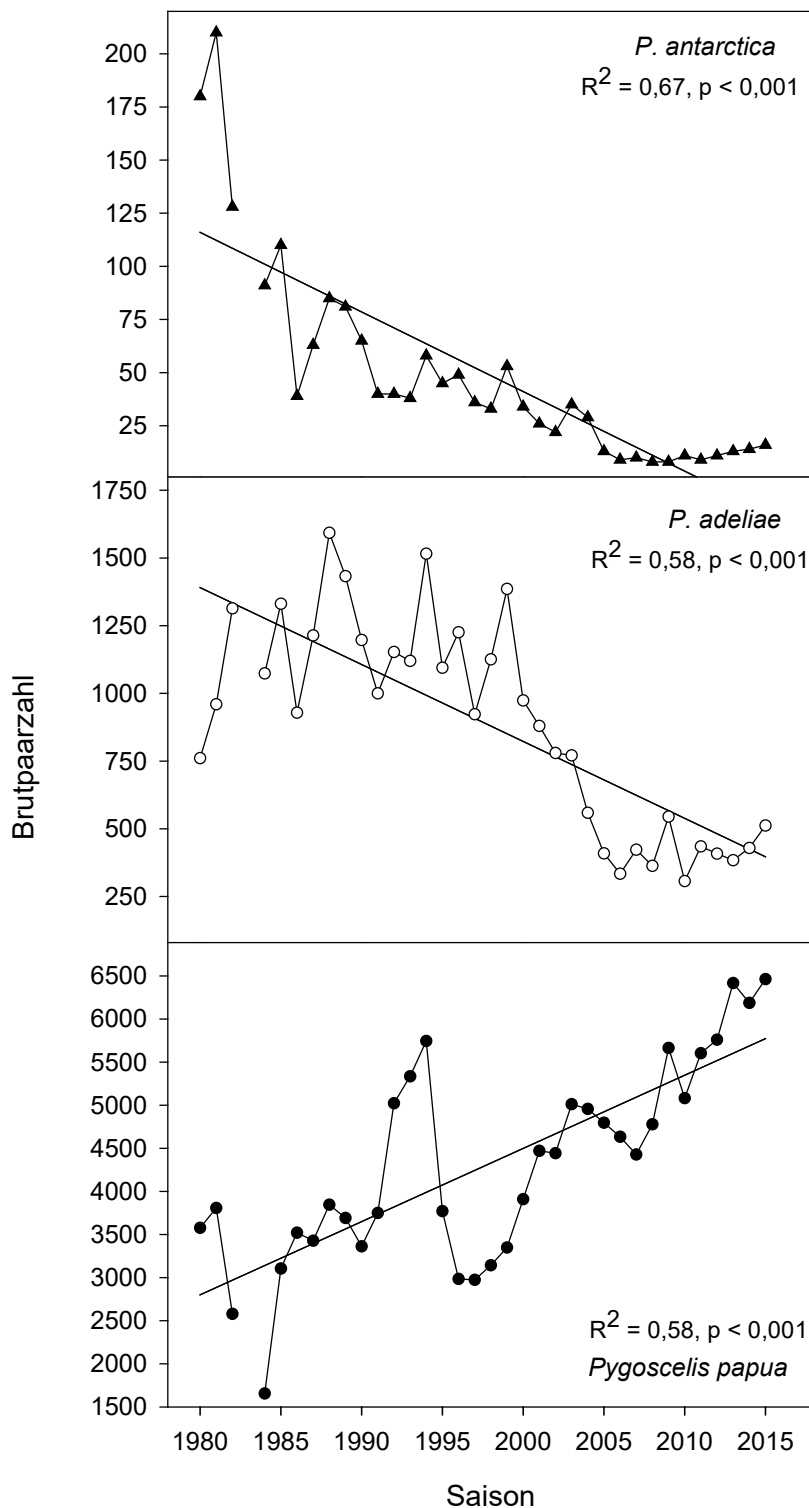 P. antarctica
R2 = 0,67, p < 0,001
200
175
150
125
100
75
50
25
P. adeliae
R2 = 0,58, p < 0,001
1750
1500
1250
1000
750
500
250
Brutpaarzahl
6500
6000
5500
5000
4500
4000
3500
3000
2500
2000
1500
R2 = 0,58, p < 0,001
Pygoscelis papua
1980 1985 1990 1995 2000 2005 2010 2015
Saison